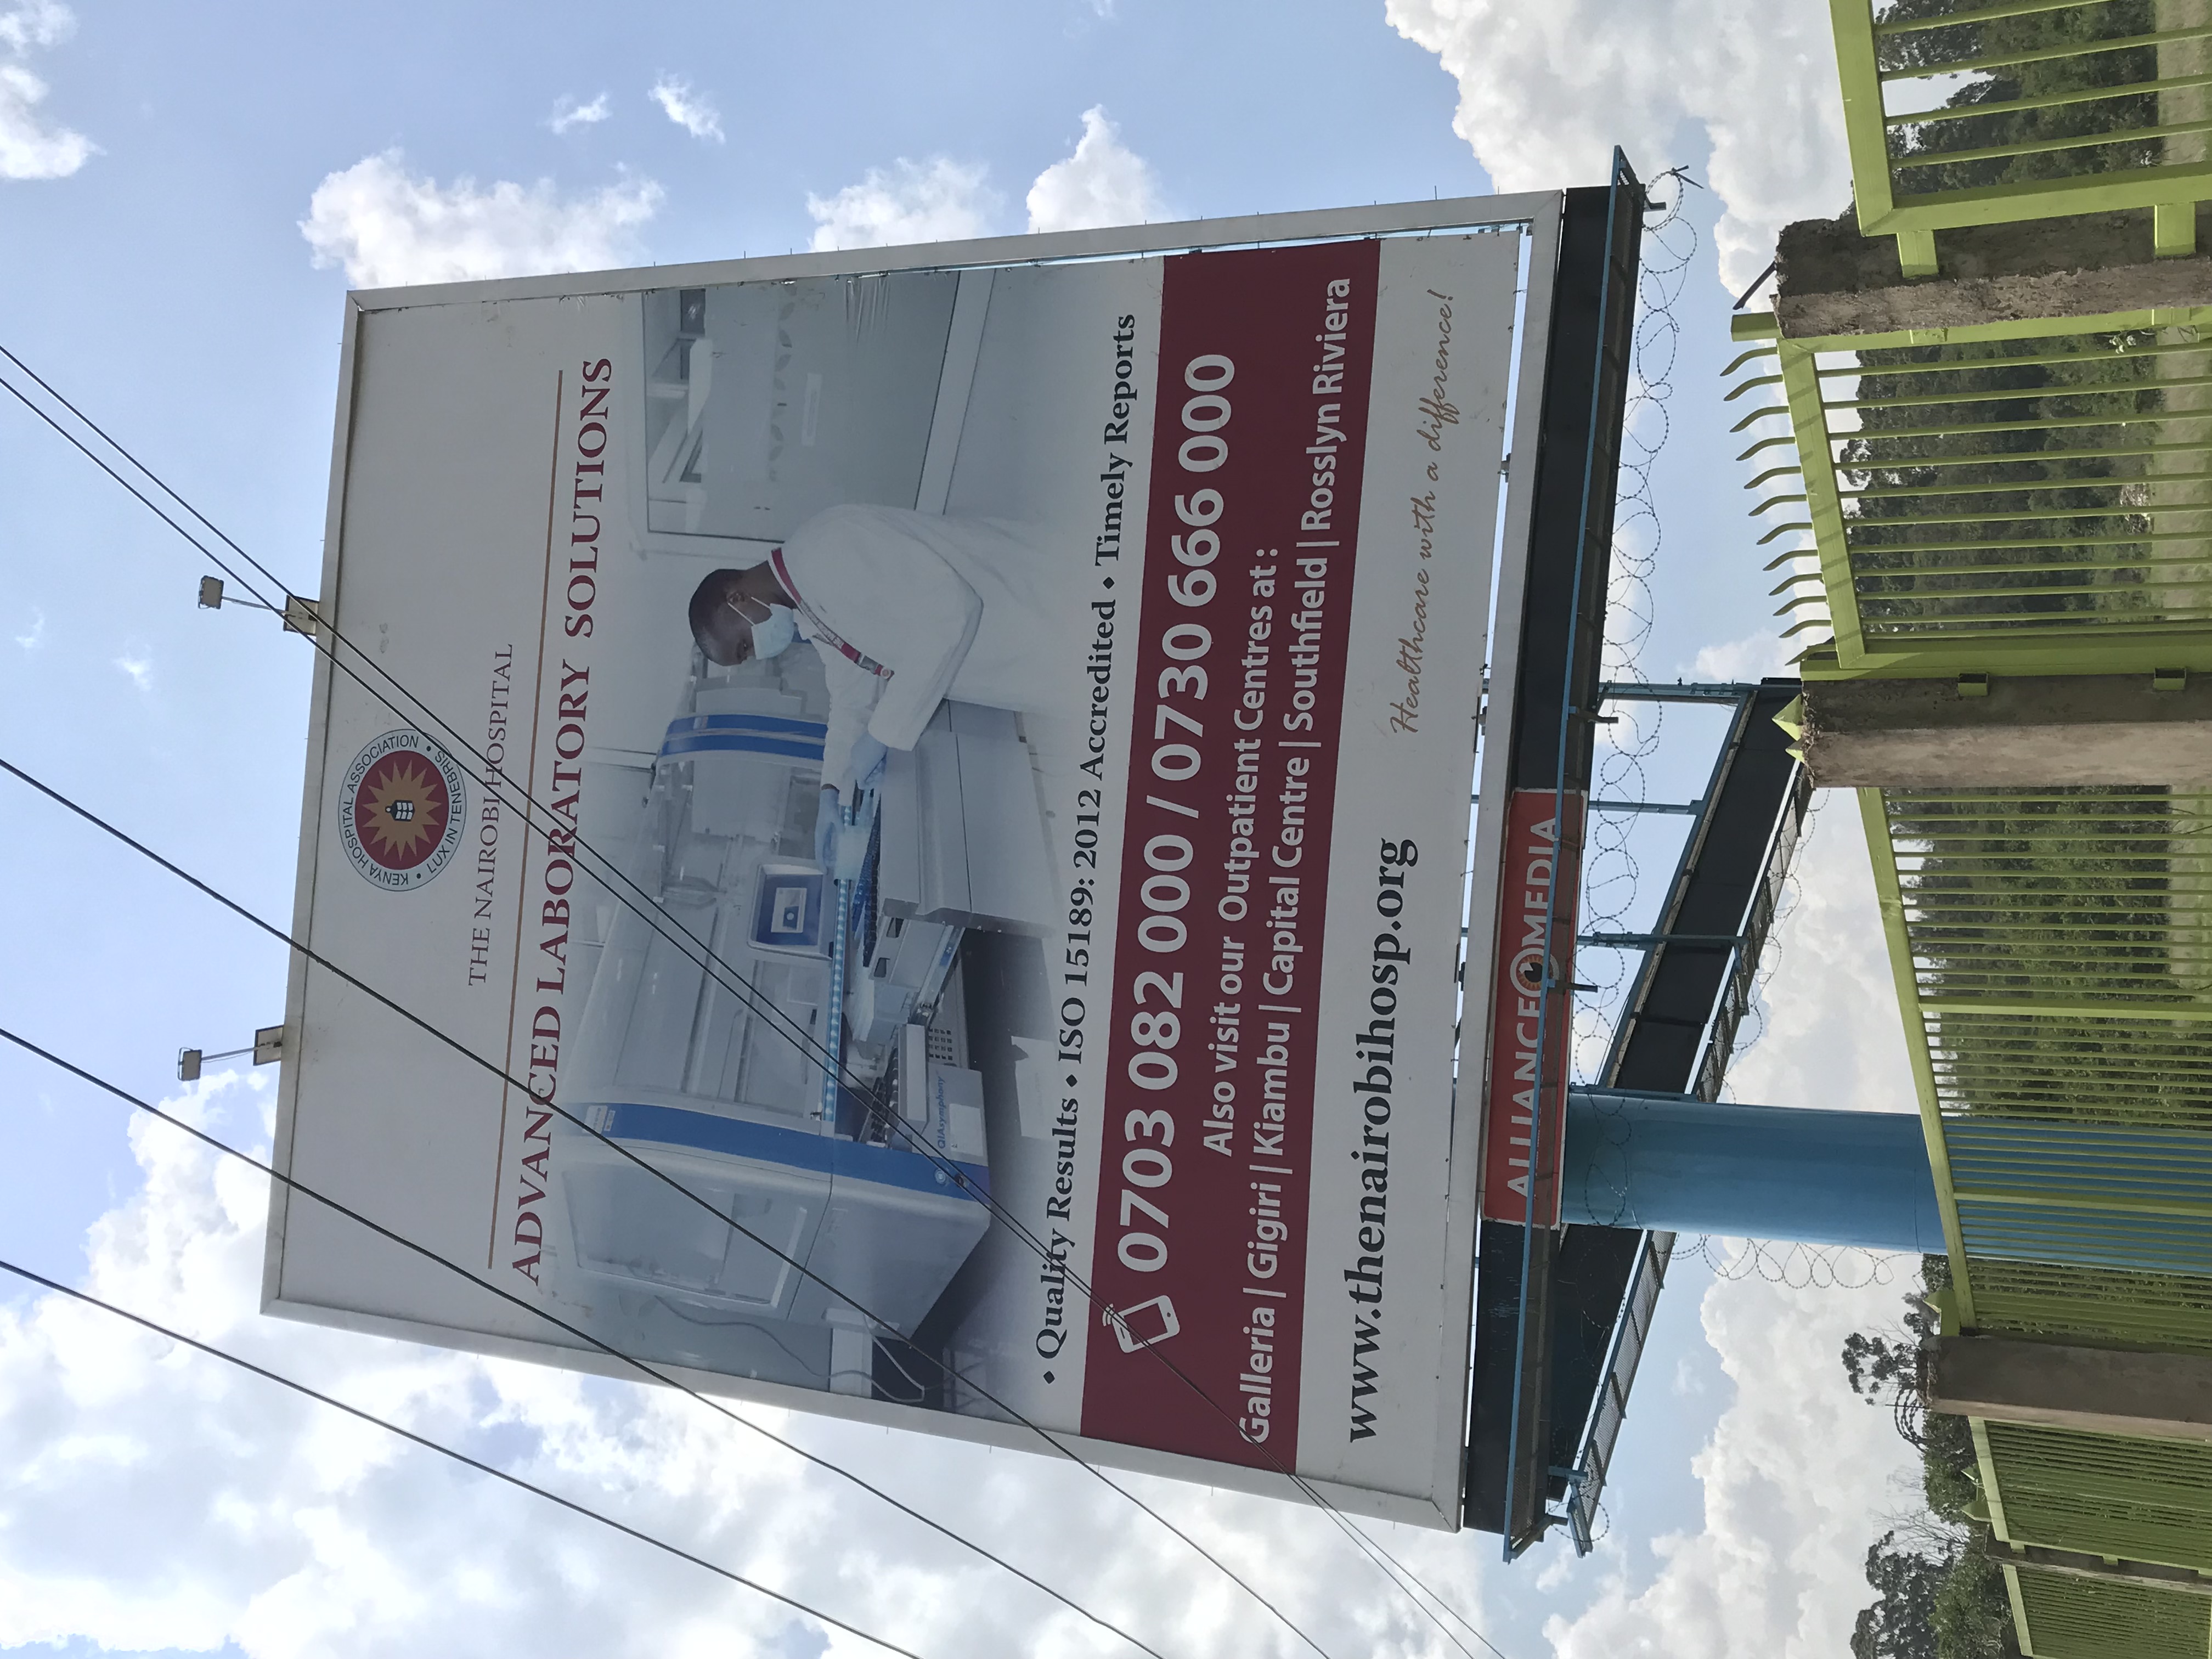 KENYA HOSPITAL ASSOCIATION
• LUX IN TENEBRIS •
THE NAIROBI HOSPITAL
ADVANCED LABORATORY SOLUTIONS
QIAsymphony
• Quality Results • ISO 15189: 2012 Accredited • Timely Reports
0703 082 000 / 0730 666 000
Also visit our Outpatient Centres at :
Galleria | Gigiri | Kiambu | Capital Centre | Southfield | Rosslyn Riviera
www.thenairobihosp.org
Healthcare with a difference!
ALLIANCE MEDIA